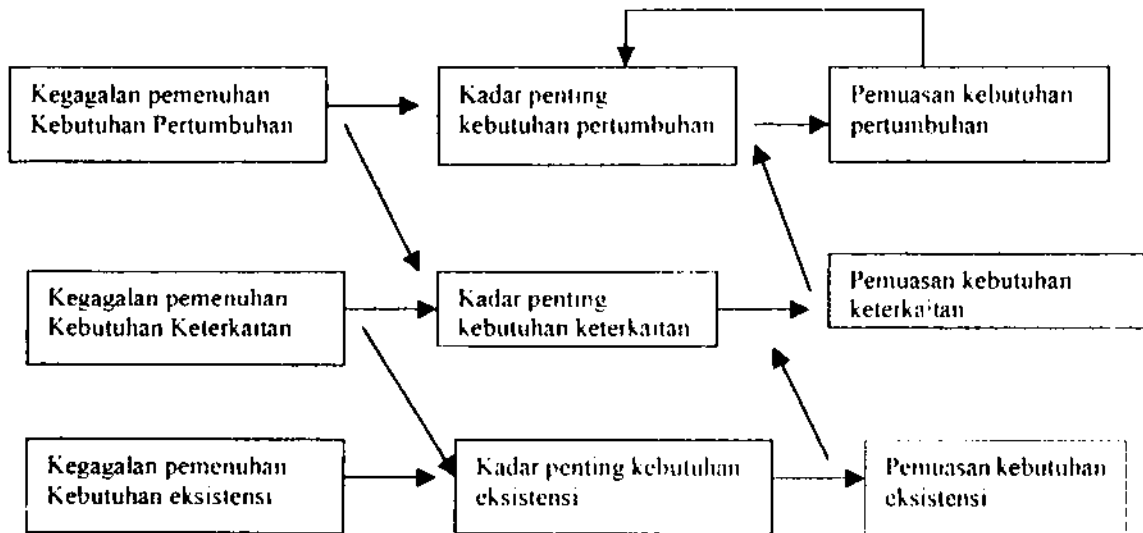 Kegagalan pemenuhan
Kebutuhan Pertumbuhan
Kadar penting
kebutuhan pertumbuhan
Pemuasan kebutuhan
pertumbuhan
Kegagalan pemenuhan
Kebutuhan Keterkaitan
Kadar penting
kebutuhan keterkaitan
Pemuasan kebutuhan
keterkaitan
Kegagalan pemenuhan
Kebutuhan eksistensi
Kadar penting kebutuhan
eksistensi
Pemuasan kebutuhan
eksistensi